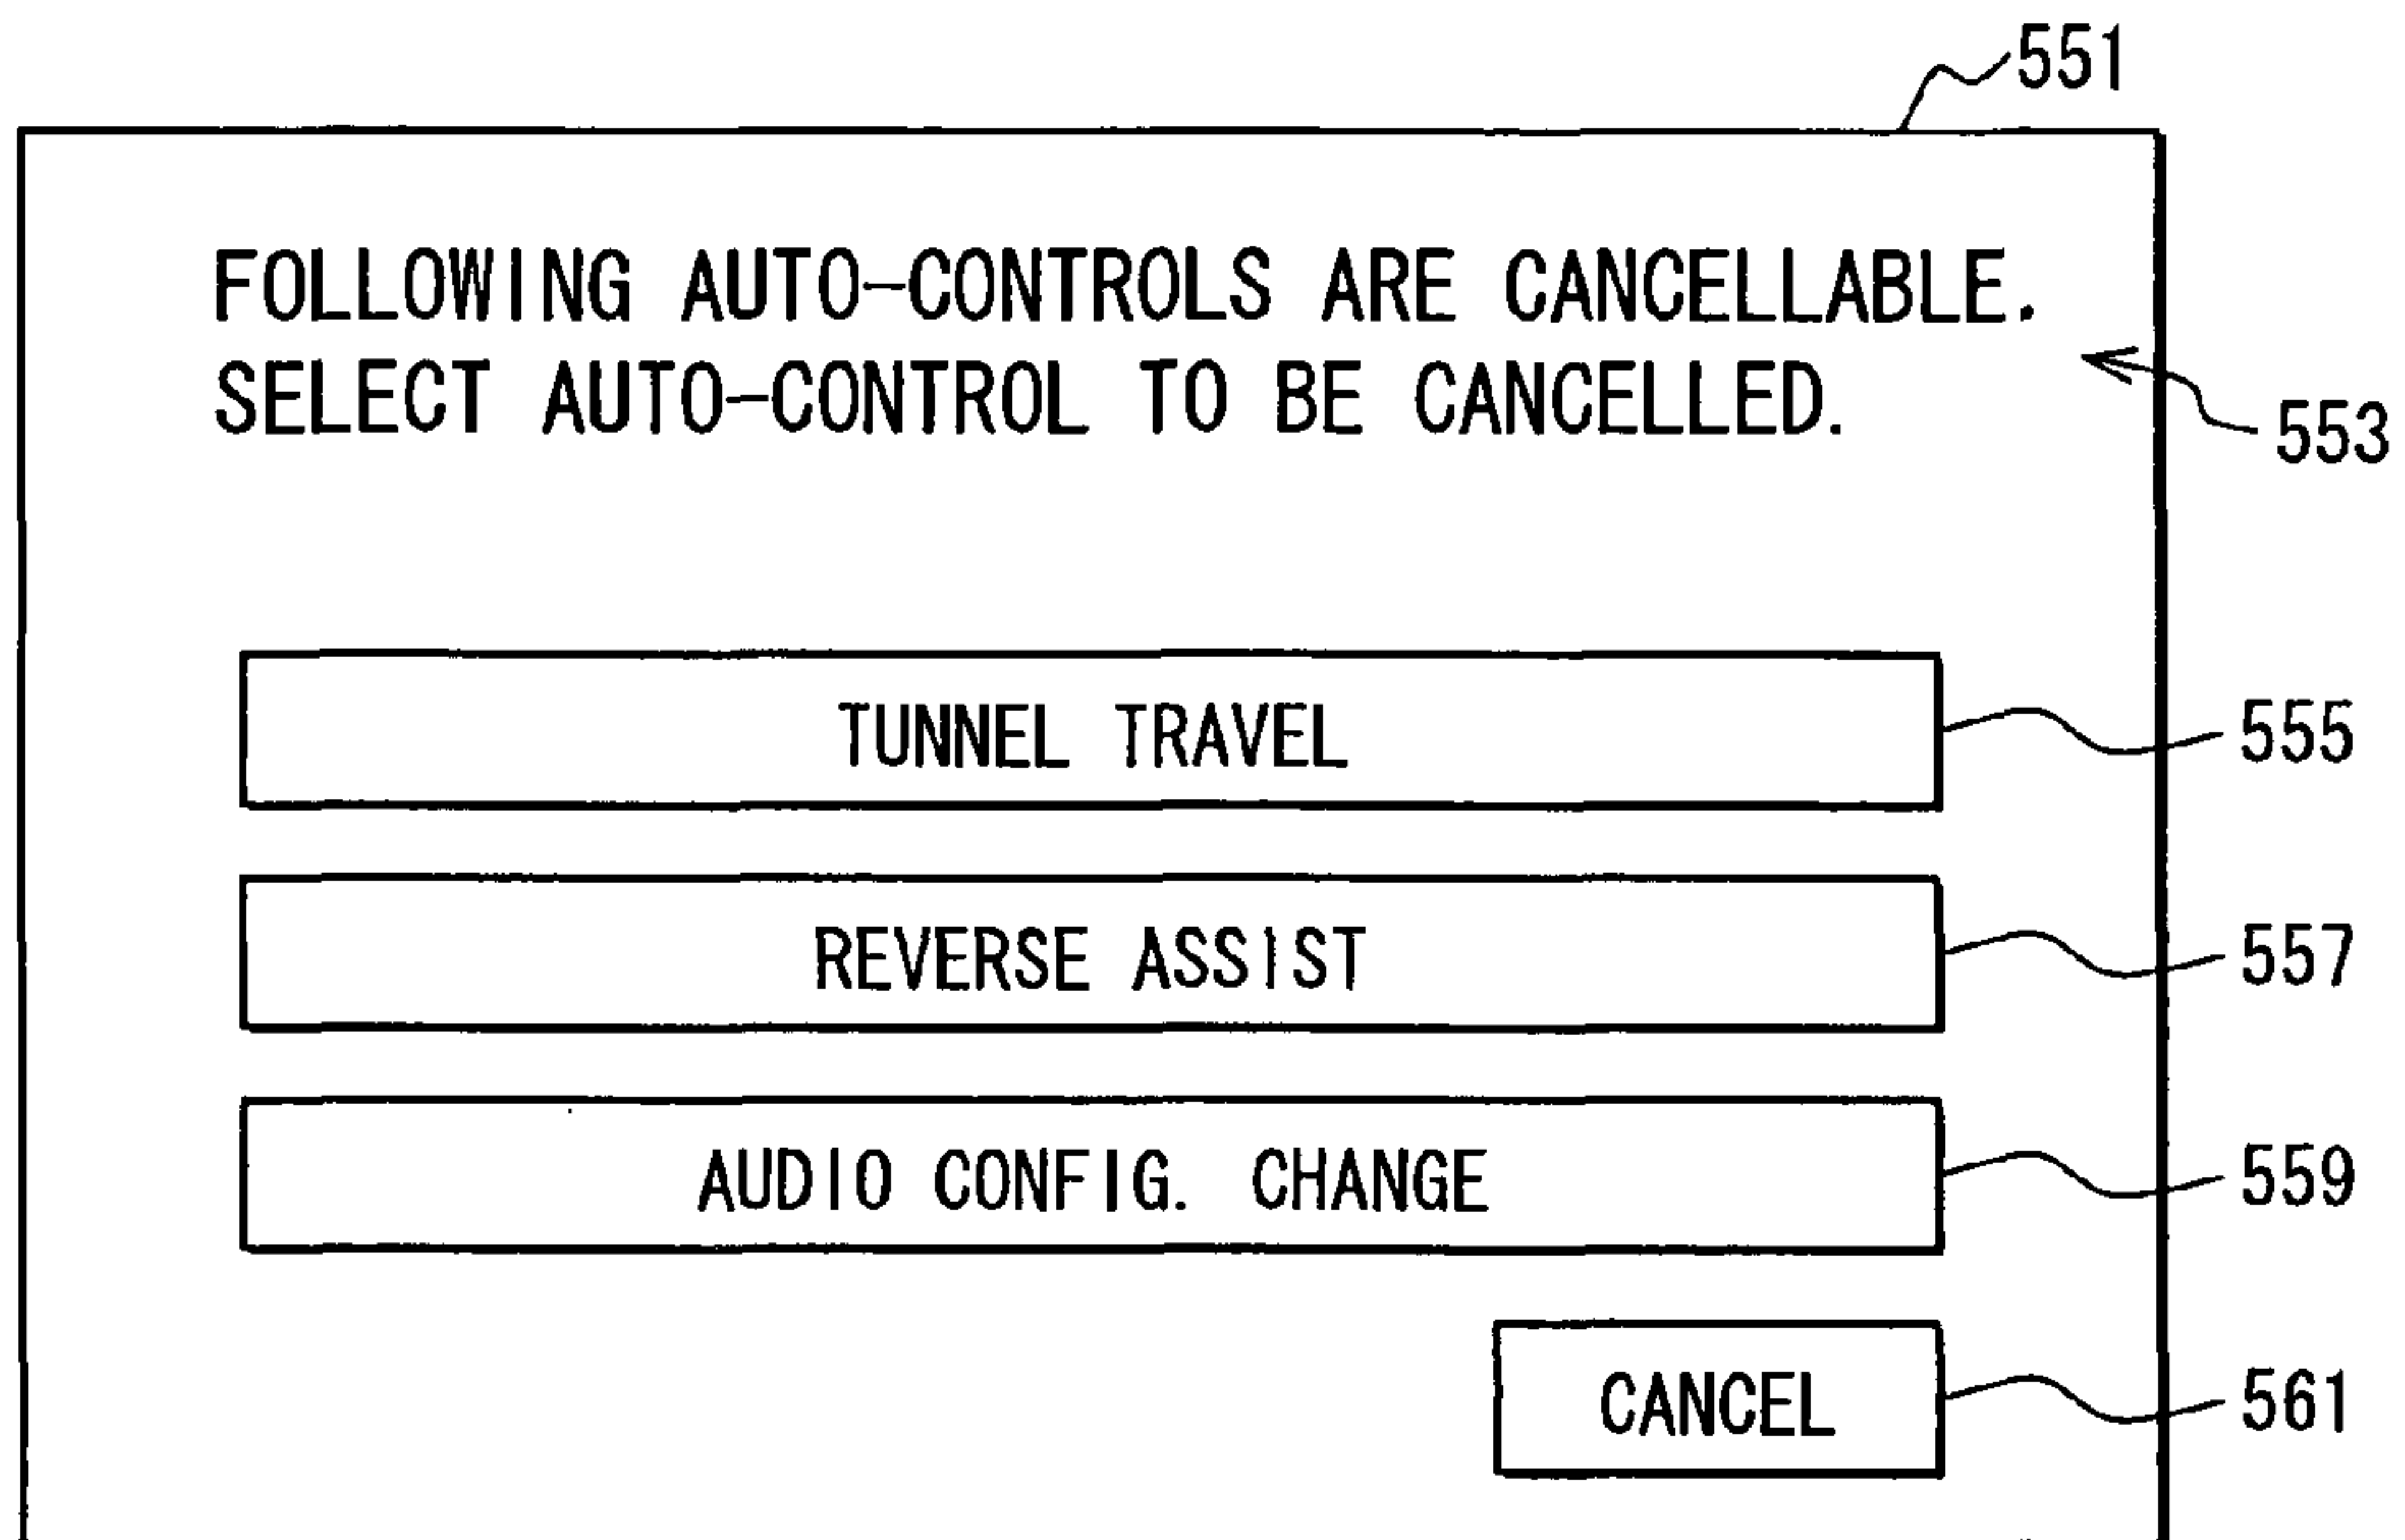 551
FOLLOWING AUTO-CONTROLS ARE CANCELLABLE.
SELECT AUTO-CONTROL TO BE CANCELLED.
553
TUNNEL TRAVEL 555
REVERSE ASSIST 557
AUDIO CONFIG. CHANGE 559
CANCEL 561